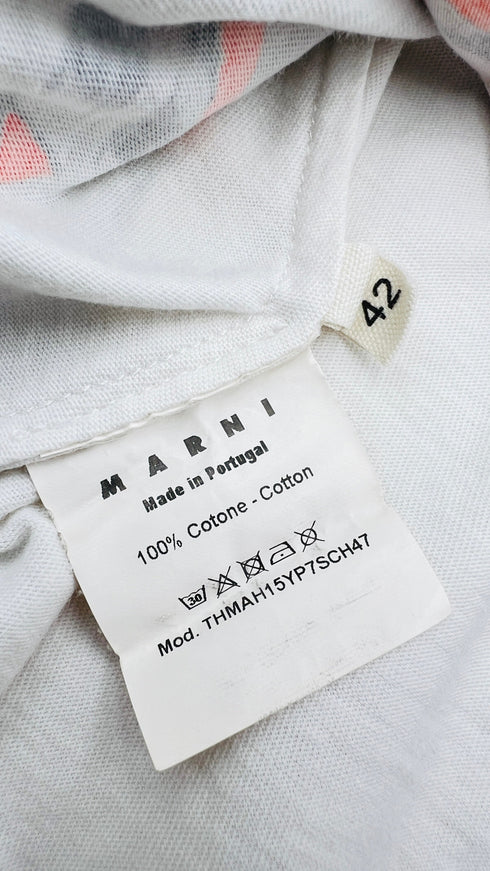 42
MARNI
Made in Portugal
100% Cotone - Cotton
30
Mod. THMAH15YP7SCH47